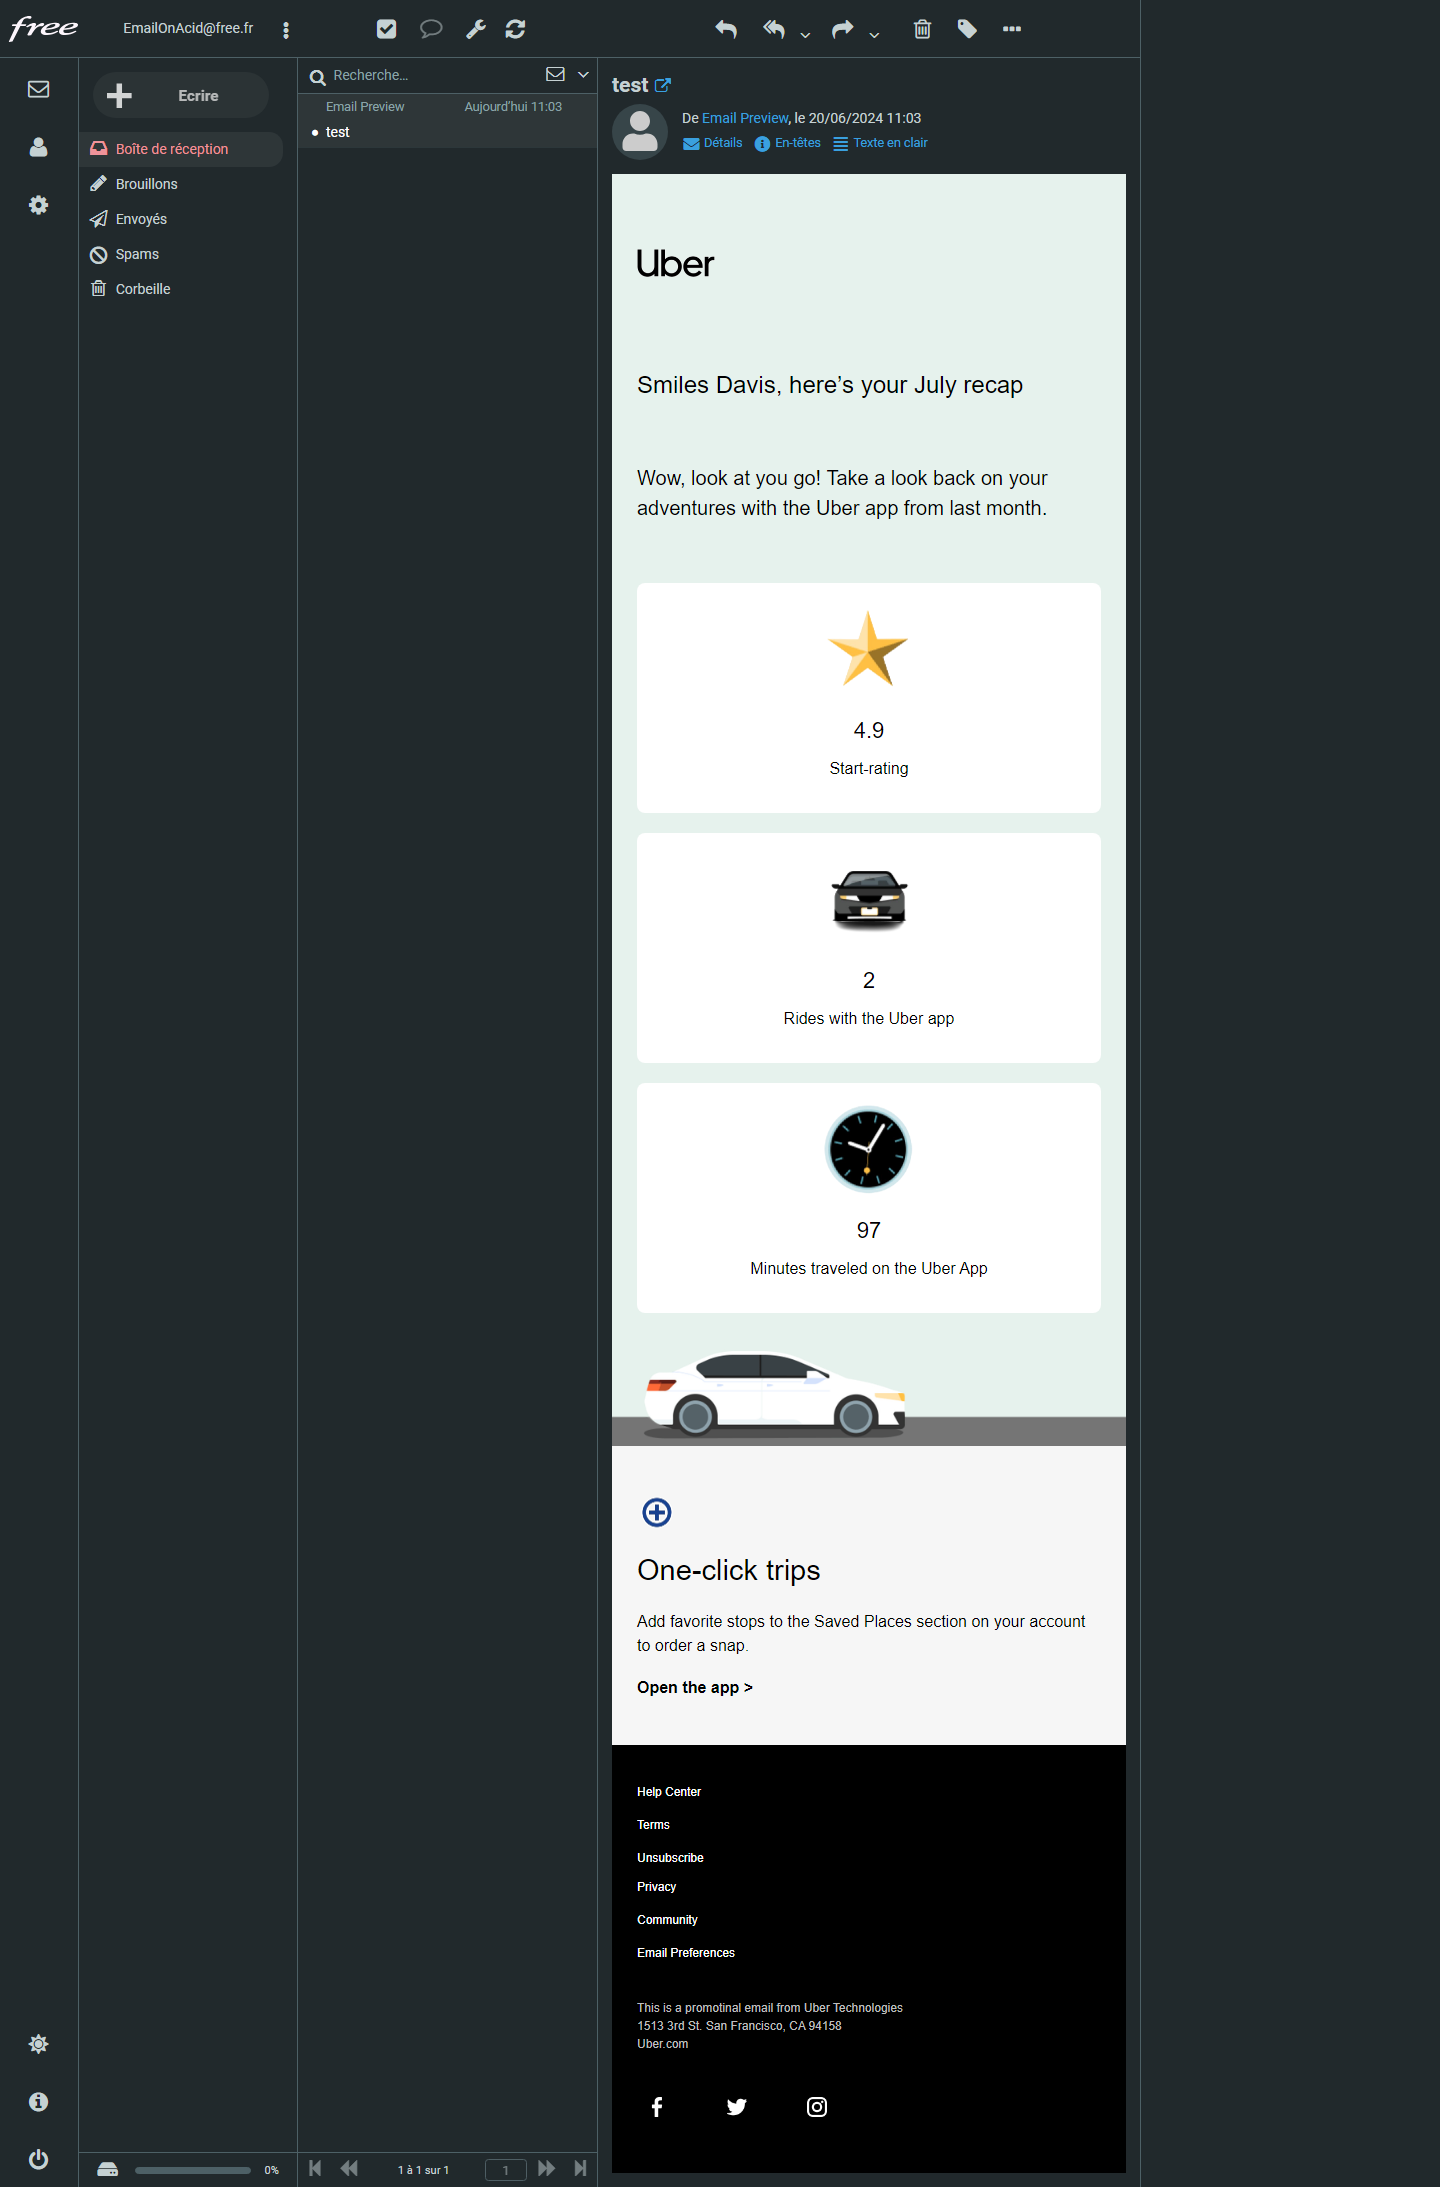 free
EmailOnAcid@free.fr
Ecrire
Boîte de réception
Brouillons
Envoyés
Spams
Corbeille
0%
Recherche...
Email Preview Aujourd'hui 11:03
test
1 à 1 sur 1
1
test
De Email Preview, le 20/06/2024 11:03
Détails En-têtes Texte en clair
Uber
Smiles Davis, here’s your July recap
Wow, look at you go! Take a look back on your
adventures with the Uber app from last month.
4.9
Start-rating
2
Rides with the Uber app
97
Minutes traveled on the Uber App
One-click trips
Add favorite stops to the Saved Places section on your account
to order a snap.
Open the app >
Help Center
Terms
Unsubscribe
Privacy
Community
Email Preferences
This is a promotinal email from Uber Technologies
1513 3rd St. San Francisco, CA 94158
Uber.com